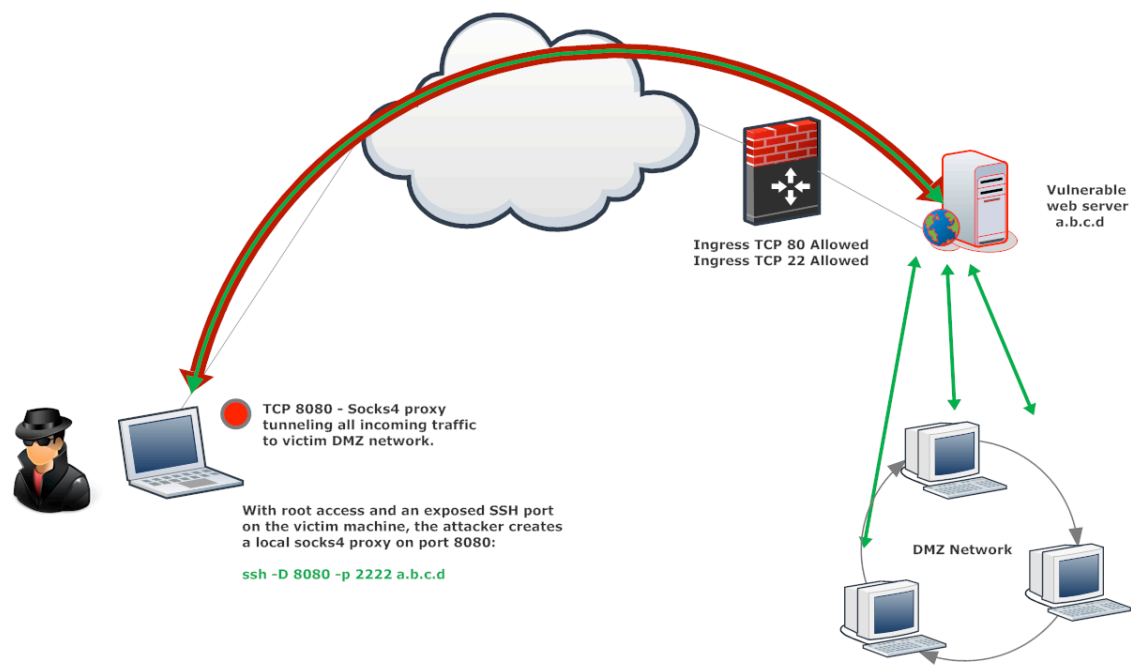 Vulnerable
web server
a.b.c.d
Ingress TCP 80 Allowed
Ingress TCP 22 Allowed
TCP 8080 - Socks4 proxy
tunneling all incoming traffic
to victim DMZ network.
With root access and an exposed SSH port
on the victim machine, the attacker creates
a local socks4 proxy on port 8080:
ssh -D 8080 -p 2222 a.b.c.d
DMZ Network